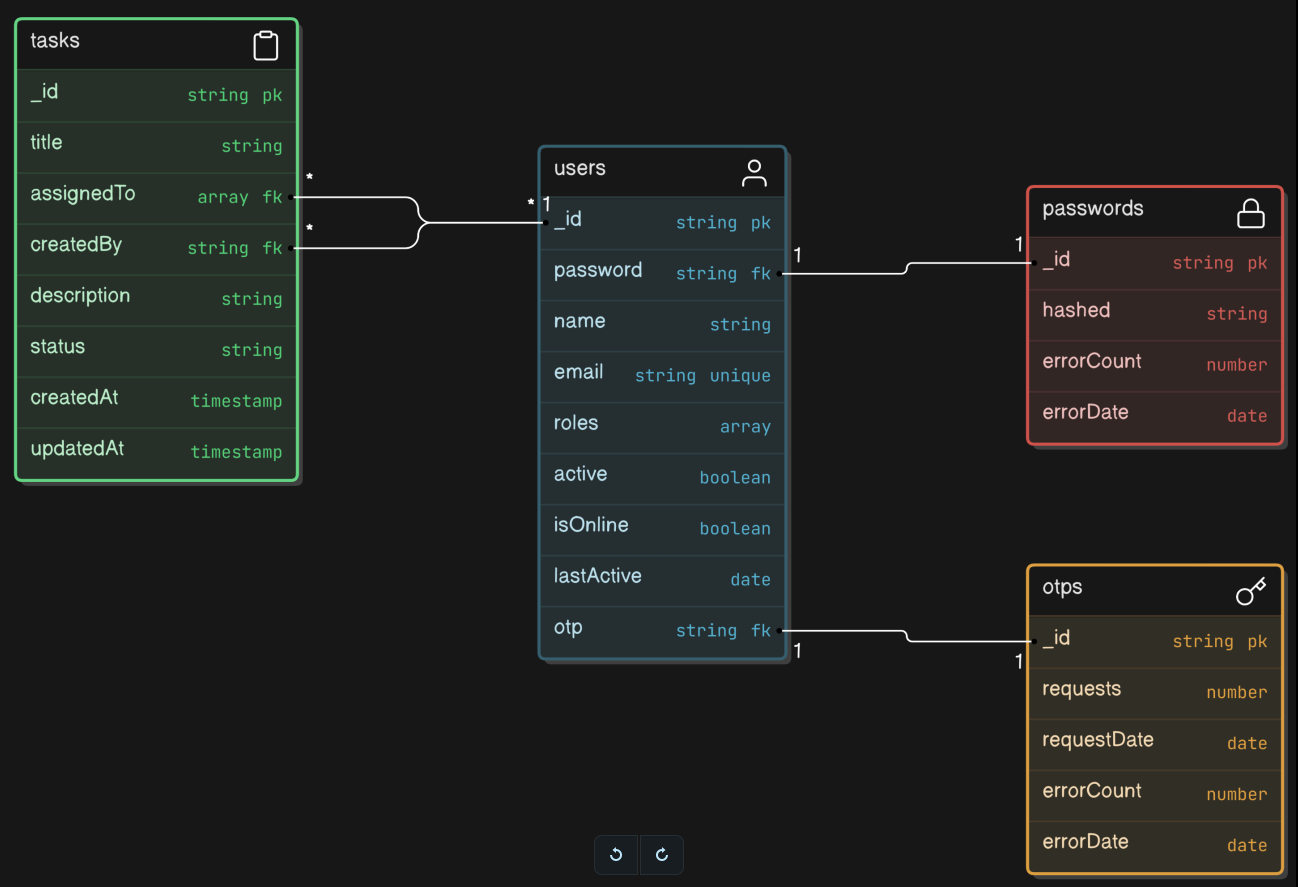 tasks
_id string pk
title string
assignedTo array fk
createdBy string fk
description string
status string
createdAt timestamp
updatedAt timestamp
*
*
* 1
users
_id string pk
password string fk
name string
email string unique
roles array
active boolean
isOnline boolean
lastActive date
otp string fk
1
1
1
1
passwords
_id string pk
hashed string
errorCount number
errorDate date
otps
_id string pk
requests number
requestDate date
errorCount number
errorDate date